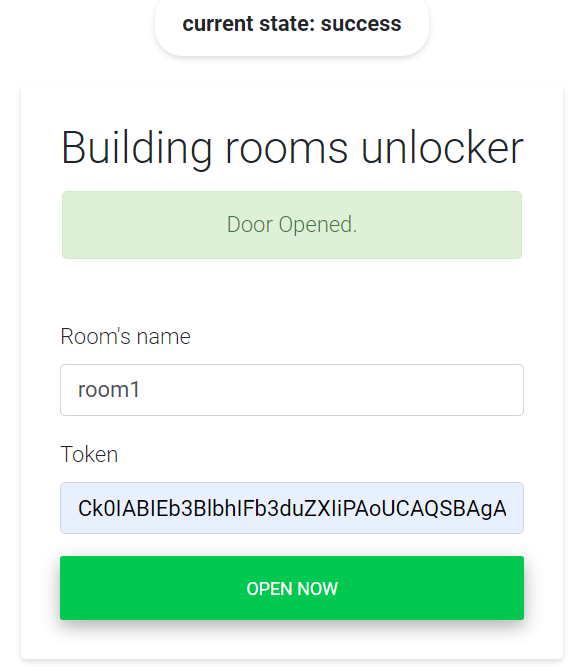 current state: success
Building rooms unlocker
Door Opened.
Room's name
room1
Token
Ck0IABIEb3BlbhIFb3duZXIiPAoUCAQSBAgA
OPEN NOW